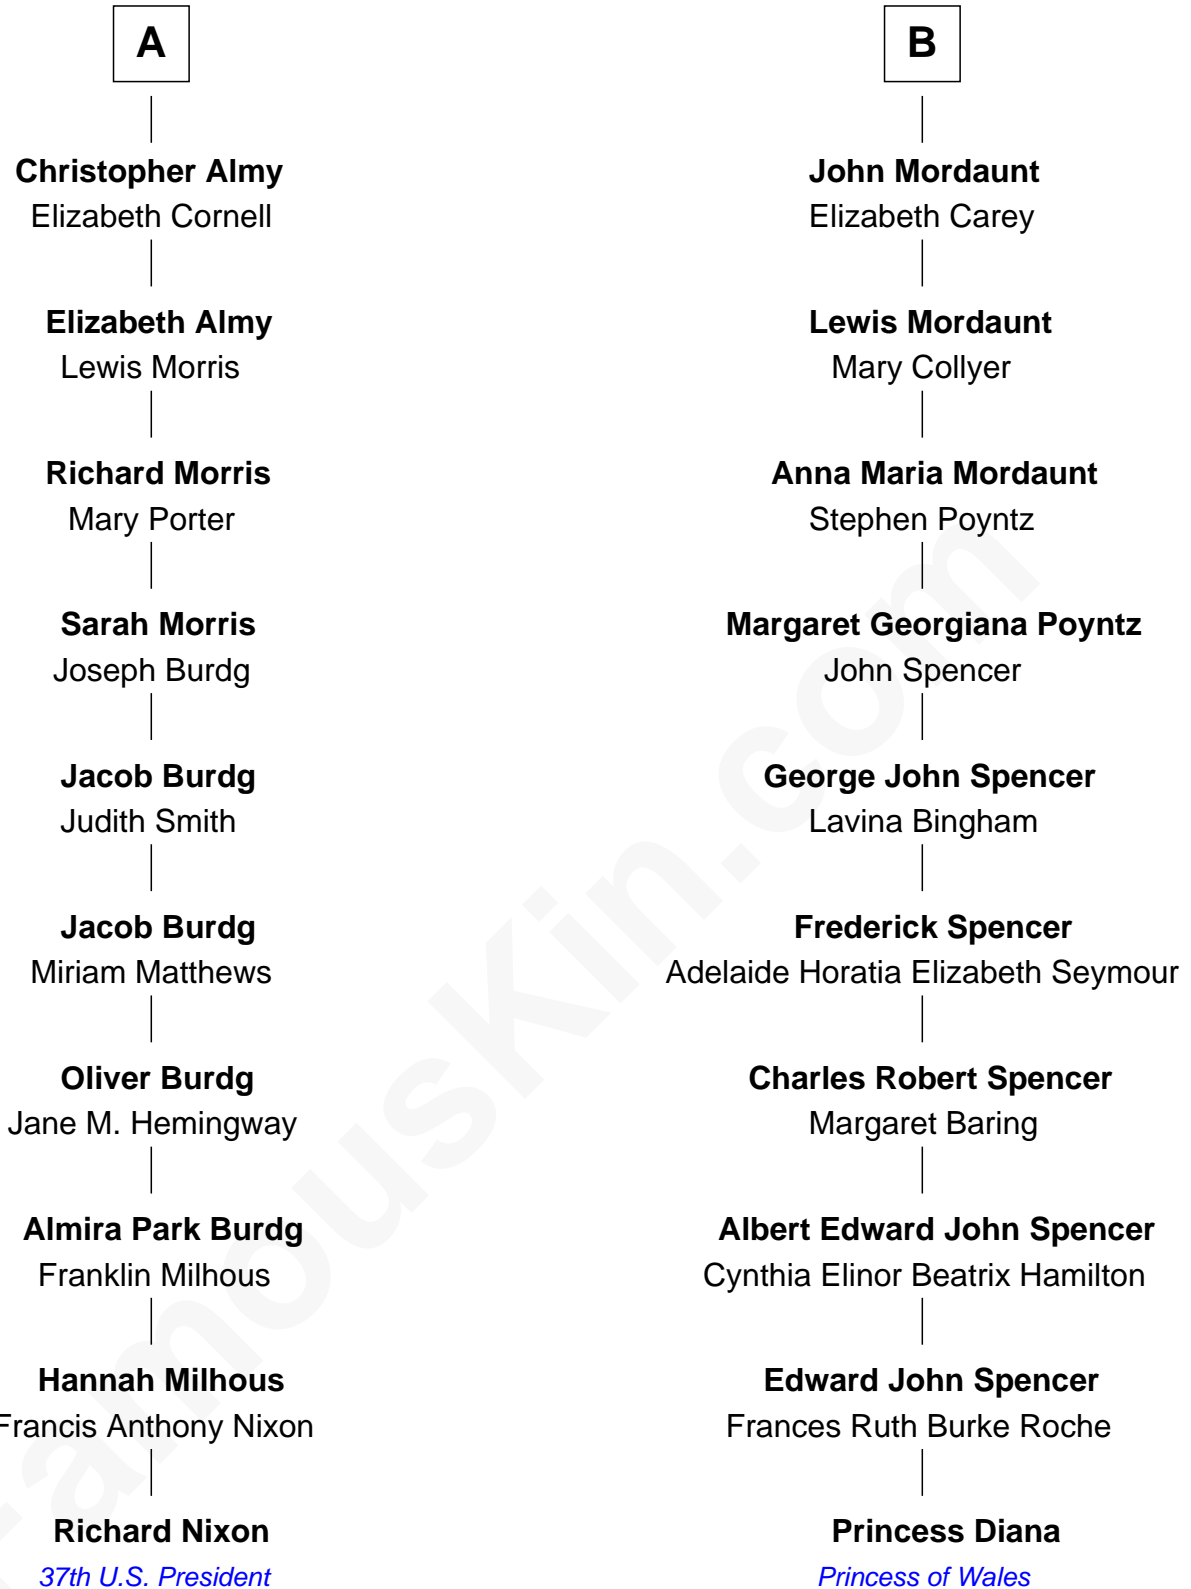 A
Christopher Almy
Elizabeth Cornell
Elizabeth Almy
Lewis Morris
Richard Morris
Mary Porter
Sarah Morris
Joseph Burdg
Jacob Burdg
Judith Smith
Jacob Burdg
Miriam Matthews
Oliver Burdg
Jane M. Hemingway
Almira Park Burdg
Franklin Milhous
Hannah Milhous
Francis Anthony Nixon
Richard Nixon
37th U.S. President
B
John Mordaunt
Elizabeth Carey
Lewis Mordaunt
Mary Collyer
Anna Maria Mordaunt
Stephen Poyntz
Margaret Georgiana Poyntz
John Spencer
George John Spencer
Lavina Bingham
Frederick Spencer
Adelaide Horatia Elizabeth Seymour
Charles Robert Spencer
Margaret Baring
Albert Edward John Spencer
Cynthia Elinor Beatrix Hamilton
Edward John Spencer
Frances Ruth Burke Roche
Princess Diana
Princess of Wales
FamousKin.com